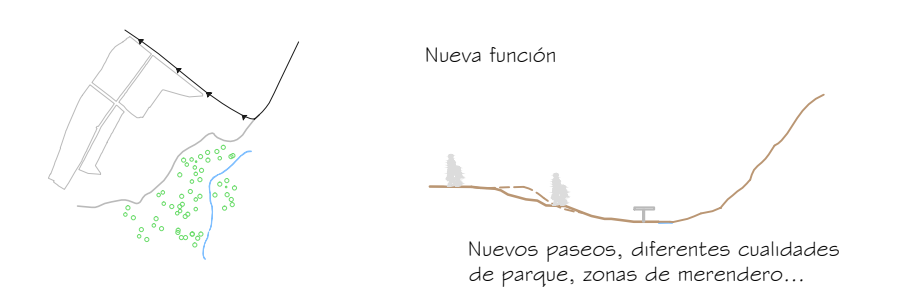 Nueva función
Nuevos paseos, diferentes cualidades
de parque, zonas de merendero...